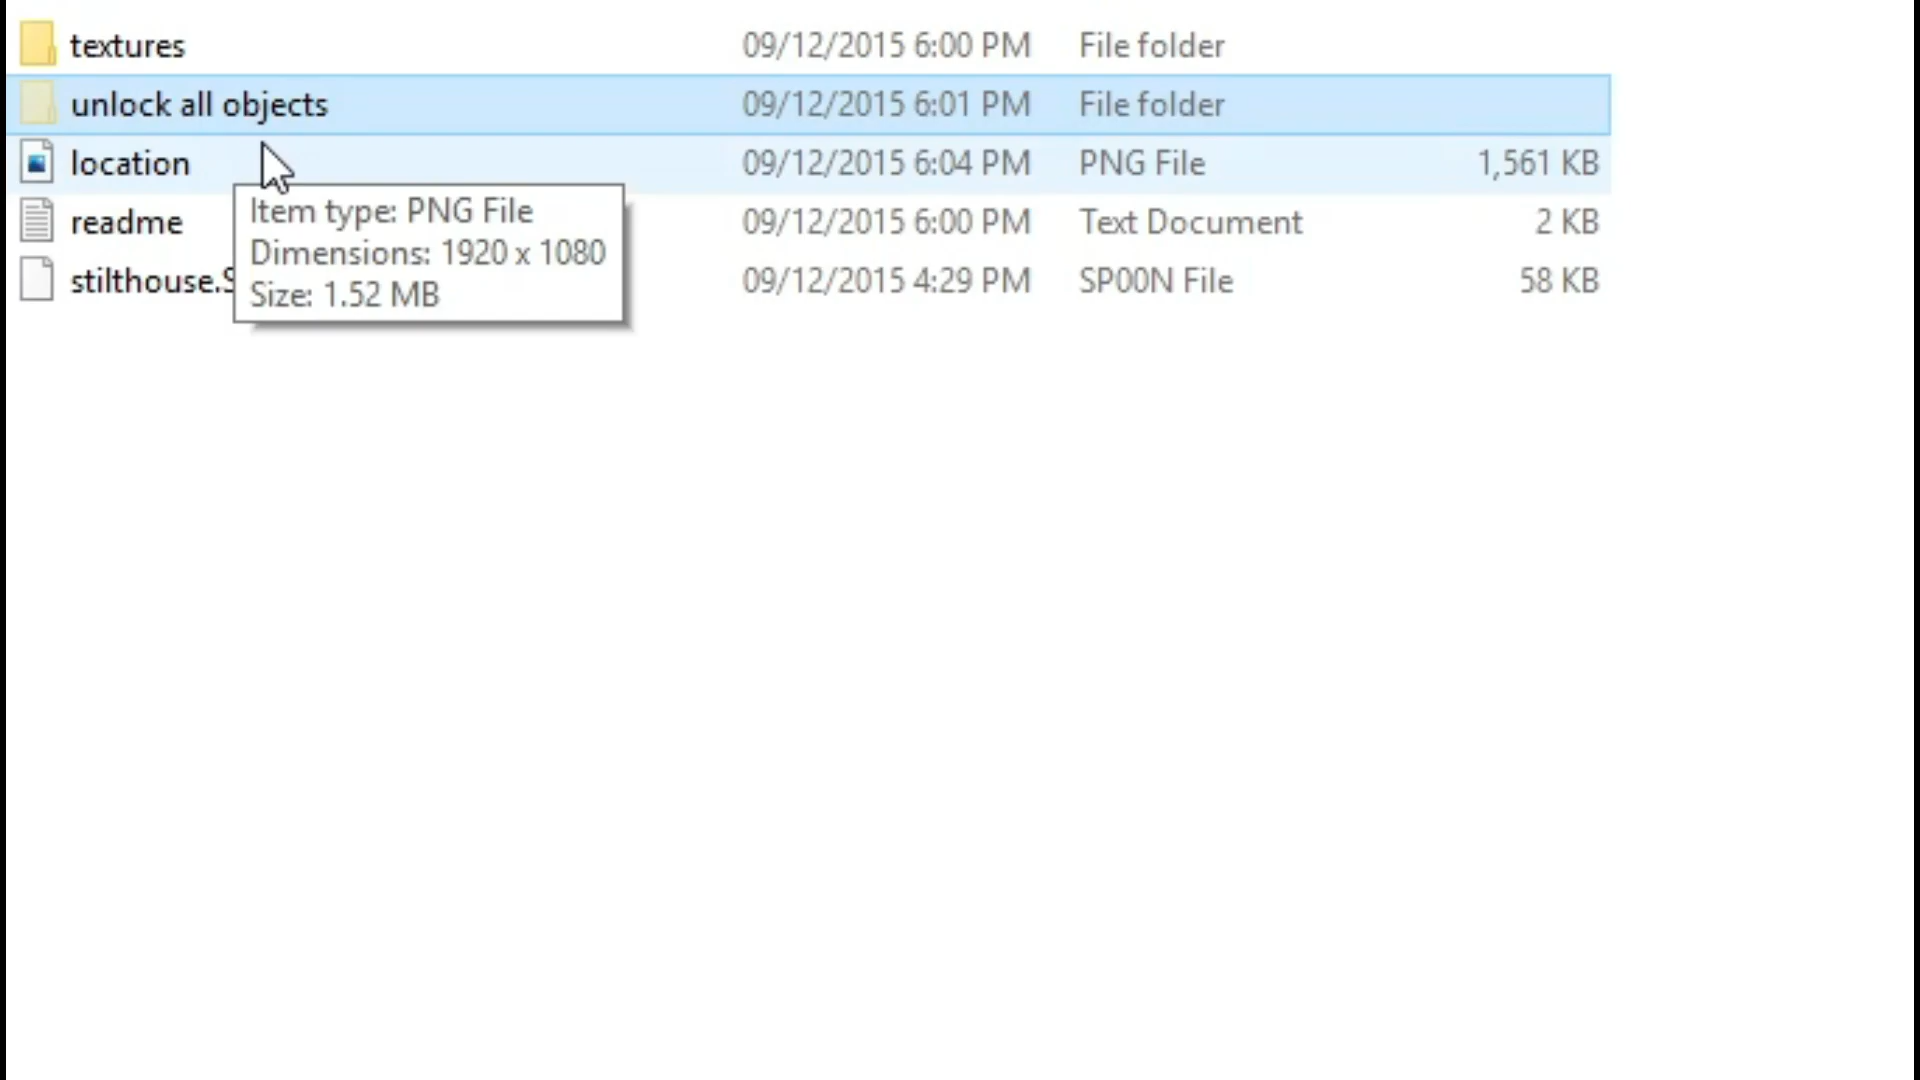 textures 09/12/2015 6:00 PM File folder
unlock all objects 09/12/2015 6:01 PM File folder
location 09/12/2015 6:04 PM PNG File 1,561 KB
readme 09/12/2015 6:00 PM Text Document 2 KB
stilthouse.S 09/12/2015 4:29 PM SP00N File 58 KB
Item type: PNG File
Dimensions: 1920 x 1080
Size: 1.52 MB